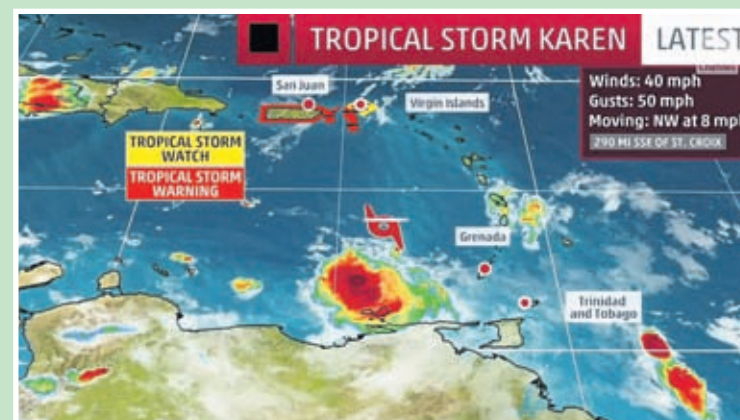 TROPICAL STORM KAREN
LATEST
Winds: 40 mph
Gusts: 50 mph
Moving: NW at 8 mph
290 MI SSE OF ST. CROIX
San Juan
Virgin Islands
TROPICAL STORM
WATCH
TROPICAL STORM
WARNING
Grenada
Trinidad
and Tobago